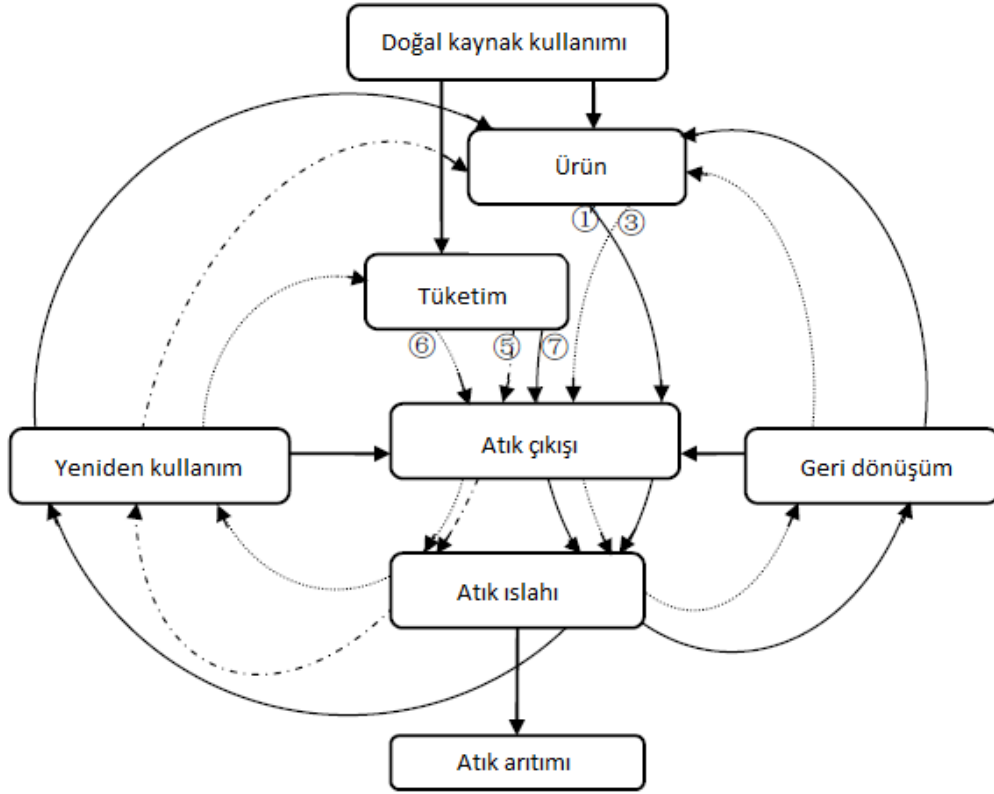 Doğal kaynak kullanımı
Ürün
① ③
Tüketim
⑥ ⑤ ⑦
Atık çıkışı
Yeniden kullanım
Geri dönüşüm
Atık ıslahı
Atık arıtımı